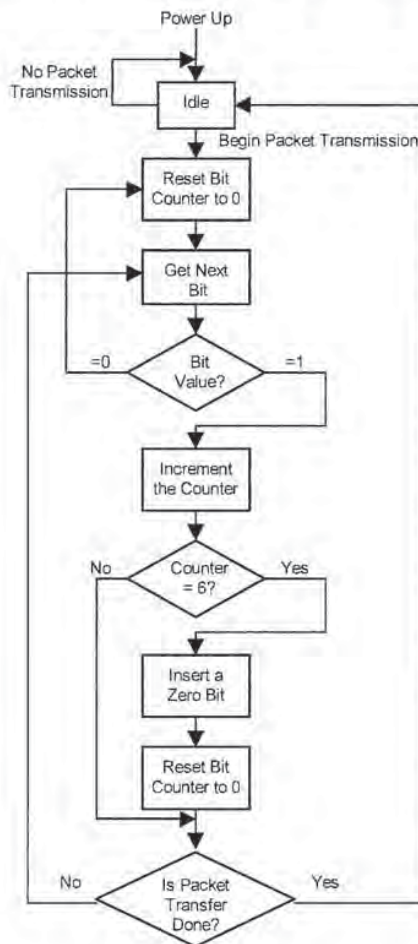 Power Up
No Packet
Transmission
Idle
Begin Packet Transmission
Reset Bit
Counter to 0
Get Next
Bit
=0
Bit
Value?
=1
Increment
the Counter
No
Counter
= 6?
Yes
Insert a
Zero Bit
Reset Bit
Counter to 0
No
Is Packet
Transfer
Done?
Yes